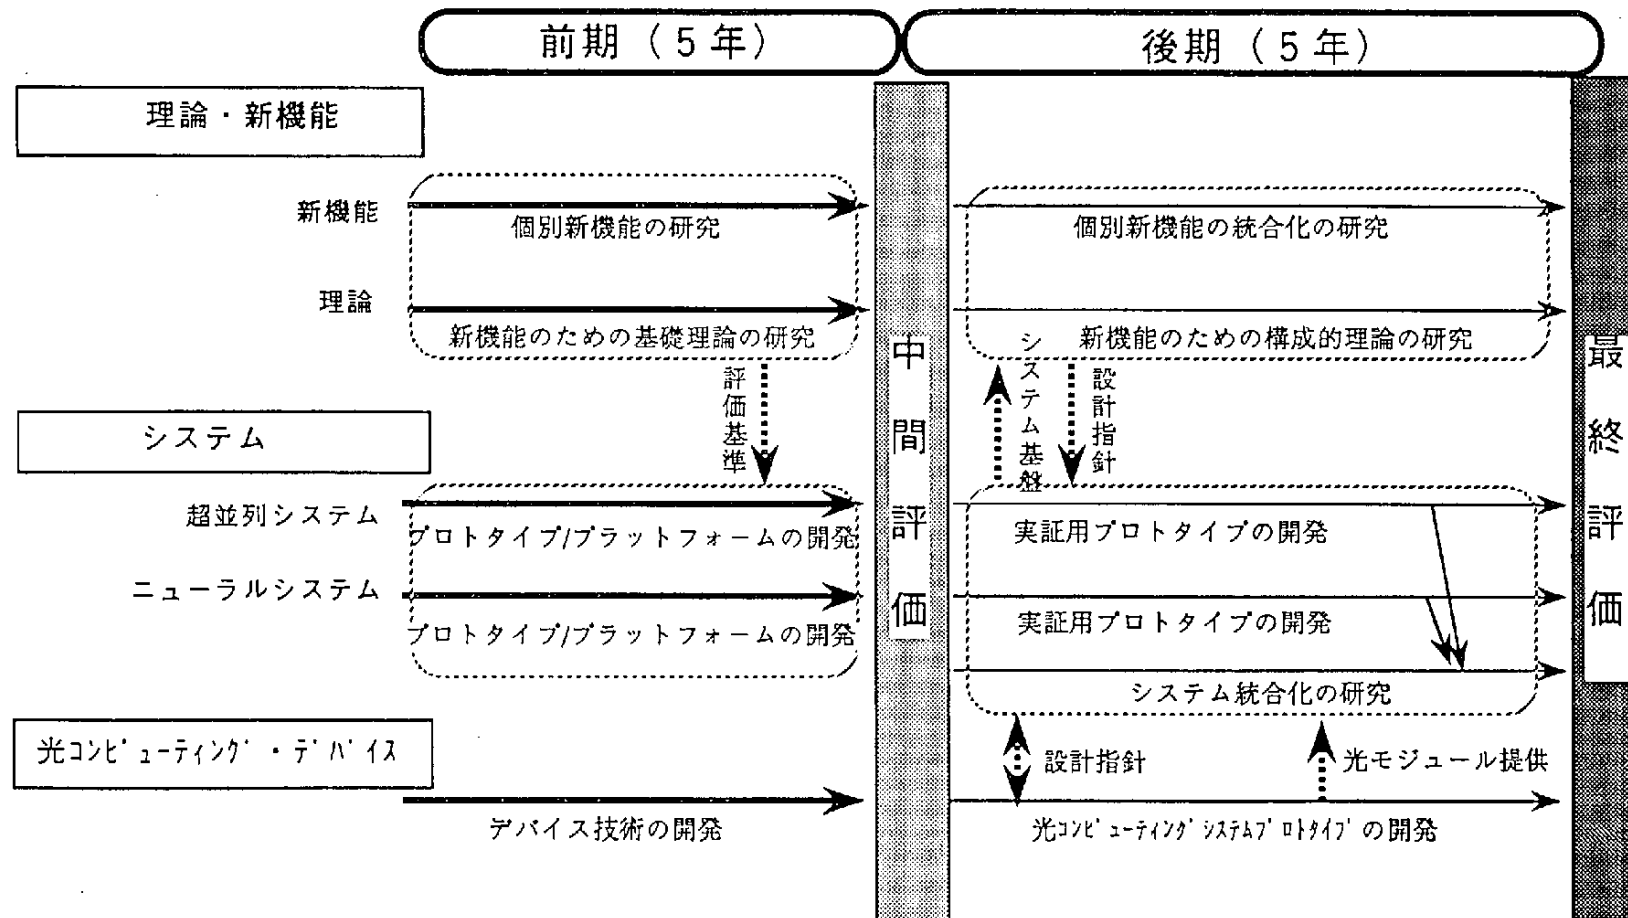 前期（5年）
後期（5年）
理論・新機能
新機能
個別新機能の研究
個別新機能の統合化の研究
理論
新機能のための基礎理論の研究
新機能のための構成的理論の研究
評価基準
システム基盤
設計指針
中間評価
最終評価
システム
超並列システム
プロトタイプ/プラットフォームの開発
実証用プロトタイプの開発
ニューラルシステム
プロトタイプ/プラットフォームの開発
実証用プロトタイプの開発
システム統合化の研究
光ｺﾝﾋﾟｭｰﾃｨﾝｸﾞ・ﾃﾞﾊﾞｲｽ
設計指針
光モジュール提供
デバイス技術の開発
光ｺﾝﾋﾟｭｰﾃｨﾝｸﾞｼｽﾃﾑﾌﾟﾛﾄﾀｲﾌﾟの開発